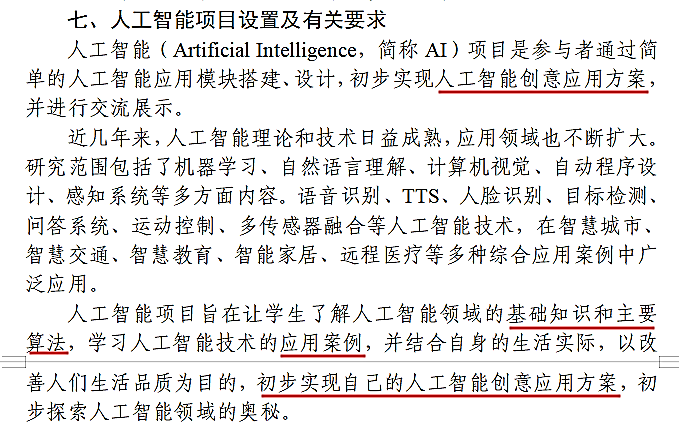 七、人工智能项目设置及有关要求
人工智能（Artificial Intelligence，简称 AI）项目是参与者通过简
单的人工智能应用模块搭建、设计，初步实现人工智能创意应用方案，
并进行交流展示。
近几年来，人工智能理论和技术日益成熟，应用领域也不断扩大。
研究范围包括了机器学习、自然语言理解、计算机视觉、自动程序设
计、感知系统等多方面内容。语音识别、TTS、人脸识别、目标检测、
问答系统、运动控制、多传感器融合等人工智能技术，在智慧城市、
智慧交通、智慧教育、智能家居、远程医疗等多种综合应用案例中广
泛应用。
人工智能项目旨在让学生了解人工智能领域的基础知识和主要
算法，学习人工智能技术的应用案例，并结合自身的生活实际，以改
善人们生活品质为目的，初步实现自己的人工智能创意应用方案，初
步探索人工智能领域的奥秘。